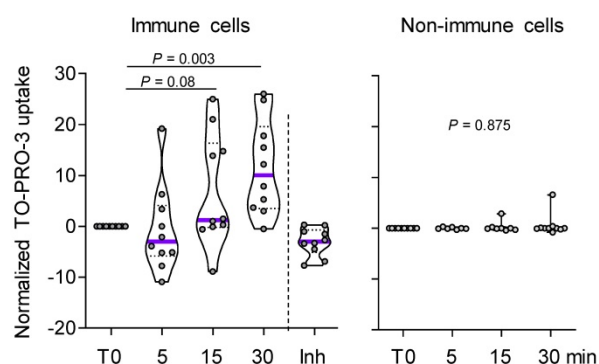 Immune cells
Non-immune cells
Normalized TO-PRO-3 uptake
P = 0.003
P = 0.08
P = 0.875
30
20
10
0
-10
-20
T0 5 15 30 Inh
T0 5 15 30 min